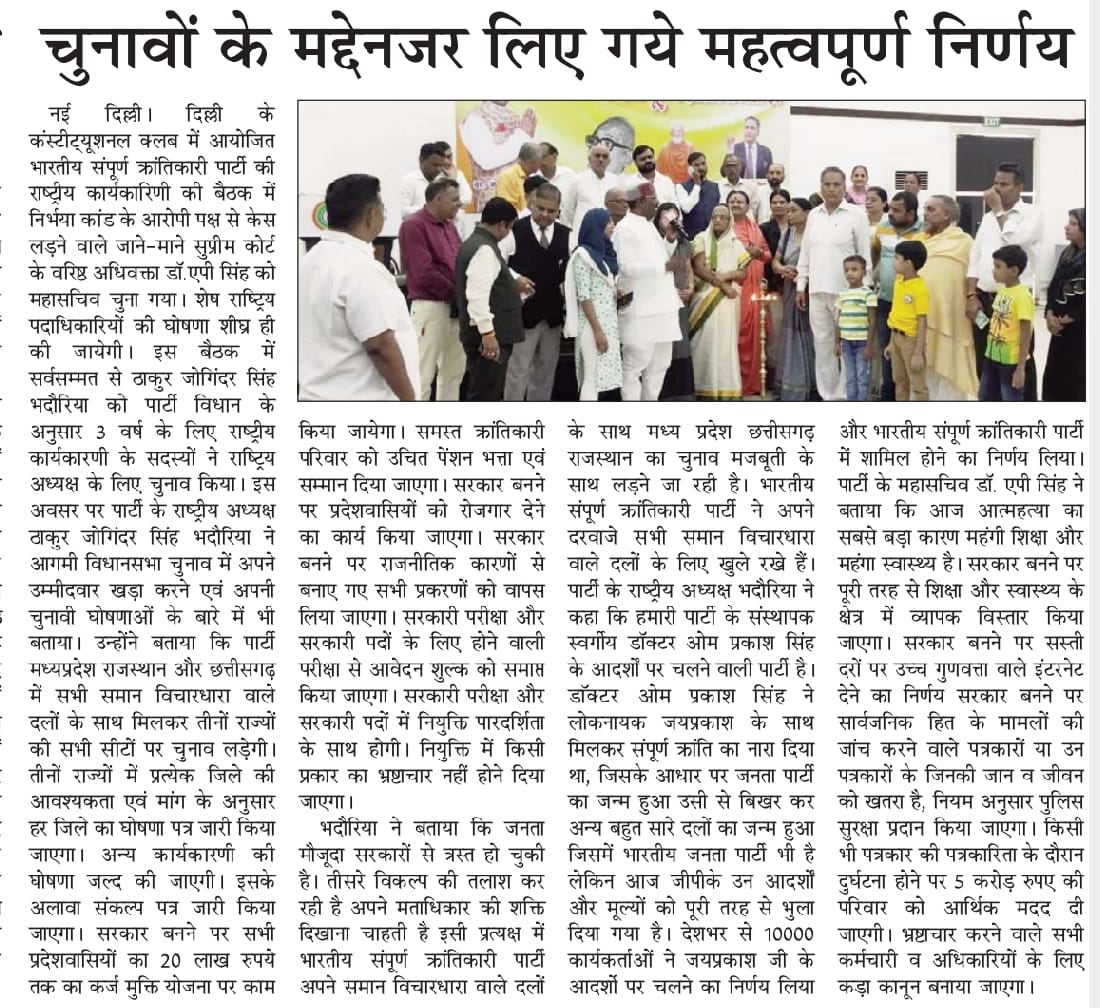 चुनावों के मद्देनजर लिए गये महत्वपूर्ण निर्णय
नई दिल्ली। दिल्ली के
कंस्टीट्यूशनल क्लब में आयोजित
भारतीय संपूर्ण क्रांतिकारी पार्टी की
राष्ट्रीय कार्यकारिणी की बैठक में
निर्भया कांड के आरोपी पक्ष से केस
लड़ने वाले जाने-माने सुप्रीम कोर्ट
के वरिष्ठ अधिवक्ता डॉ.एपी सिंह को
महासचिव चुना गया। शेष राष्ट्रिय
पदाधिकारियों की घोषणा शीघ्र ही
की जायेगी। इस बैठक में
सर्वसम्मत से ठाकुर जोगिंदर सिंह
भदौरिया को पार्टी विधान के
अनुसार 3 वर्ष के लिए राष्ट्रीय
कार्यकारणी के सदस्यों ने राष्ट्रिय
अध्यक्ष के लिए चुनाव किया। इस
अवसर पर पार्टी के राष्ट्रीय अध्यक्ष
ठाकुर जोगिंदर सिंह भदौरिया ने
आगमी विधानसभा चुनाव में अपने
उम्मीदवार खड़ा करने एवं अपनी
चुनावी घोषणाओं के बारे में भी
बताया। उन्होंने बताया कि पार्टी
मध्यप्रदेश राजस्थान और छत्तीसगढ़
में सभी समान विचारधारा वाले
दलों के साथ मिलकर तीनों राज्यों
की सभी सीटों पर चुनाव लड़ेगी।
तीनों राज्यों में प्रत्येक जिले की
आवश्यकता एवं मांग के अनुसार
हर जिले का घोषणा पत्र जारी किया
जाएगा। अन्य कार्यकारणी की
घोषणा जल्द की जाएगी। इसके
अलावा संकल्प पत्र जारी किया
जाएगा। सरकार बनने पर सभी
प्रदेशवासियों का 20 लाख रुपये
तक का कर्ज मुक्ति योजना पर काम
EXIT
किया जायेगा। समस्त क्रांतिकारी
परिवार को उचित पेंशन भत्ता एवं
सम्मान दिया जाएगा। सरकार बनने
पर प्रदेशवासियों को रोजगार देने
का कार्य किया जाएगा। सरकार
बनने पर राजनीतिक कारणों से
बनाए गए सभी प्रकरणों को वापस
लिया जाएगा। सरकारी परीक्षा और
सरकारी पदों के लिए होने वाली
परीक्षा से आवेदन शुल्क को समाप्त
किया जाएगा। सरकारी परीक्षा और
सरकारी पदों में नियुक्ति पारदर्शिता
के साथ होगी। नियुक्ति में किसी
प्रकार का भ्रष्टाचार नहीं होने दिया
जाएगा।
भदौरिया ने बताया कि जनता
मौजूदा सरकारों से त्रस्त हो चुकी
है। तीसरे विकल्प की तलाश कर
रही है अपने मताधिकार की शक्ति
दिखाना चाहती है इसी प्रत्यक्ष में
भारतीय संपूर्ण क्रांतिकारी पार्टी
अपने समान विचारधारा वाले दलों
के साथ मध्य प्रदेश छत्तीसगढ़
राजस्थान का चुनाव मजबूती के
साथ लड़ने जा रही है। भारतीय
संपूर्ण क्रांतिकारी पार्टी ने अपने
दरवाजे सभी समान विचारधारा
वाले दलों के लिए खुले रखे हैं।
पार्टी के राष्ट्रीय अध्यक्ष भदौरिया ने
कहा कि हमारी पार्टी के संस्थापक
स्वर्गीय डॉक्टर ओम प्रकाश सिंह
के आदर्शों पर चलने वाली पार्टी है।
डॉक्टर ओम प्रकाश सिंह ने
लोकनायक जयप्रकाश के साथ
मिलकर संपूर्ण क्रांति का नारा दिया
था, जिसके आधार पर जनता पार्टी
का जन्म हुआ उसी से बिखर कर
अन्य बहुत सारे दलों का जन्म हुआ
जिसमें भारतीय जनता पार्टी भी है
लेकिन आज जीपीके उन आदर्शों
और मूल्यों को पूरी तरह से भुला
दिया गया है। देशभर से 10000
कार्यकर्ताओं ने जयप्रकाश जी के
आदर्शो पर चलने का निर्णय लिया
और भारतीय संपूर्ण क्रांतिकारी पार्टी
में शामिल होने का निर्णय लिया।
पार्टी के महासचिव डॉ. एपी सिंह ने
बताया कि आज आत्महत्या का
सबसे बड़ा कारण महंगी शिक्षा और
महंगा स्वास्थ्य है। सरकार बनने पर
पूरी तरह से शिक्षा और स्वास्थ्य के
क्षेत्र में व्यापक विस्तार किया
जाएगा। सरकार बनने पर सस्ती
दरों पर उच्च गुणवत्ता वाले इंटरनेट
देने का निर्णय सरकार बनने पर
सार्वजनिक हित के मामलों की
जांच करने वाले पत्रकारों या उन
पत्रकारों के जिनकी जान व जीवन
को खतरा है, नियम अनुसार पुलिस
सुरक्षा प्रदान किया जाएगा। किसी
भी पत्रकार की पत्रकारिता के दौरान
दुर्घटना होने पर 5 करोड़ रुपए की
परिवार को आर्थिक मदद दी
जाएगी। भ्रष्टाचार करने वाले सभी
कर्मचारी व अधिकारियों के लिए
कड़ा कानून बनाया जाएगा।